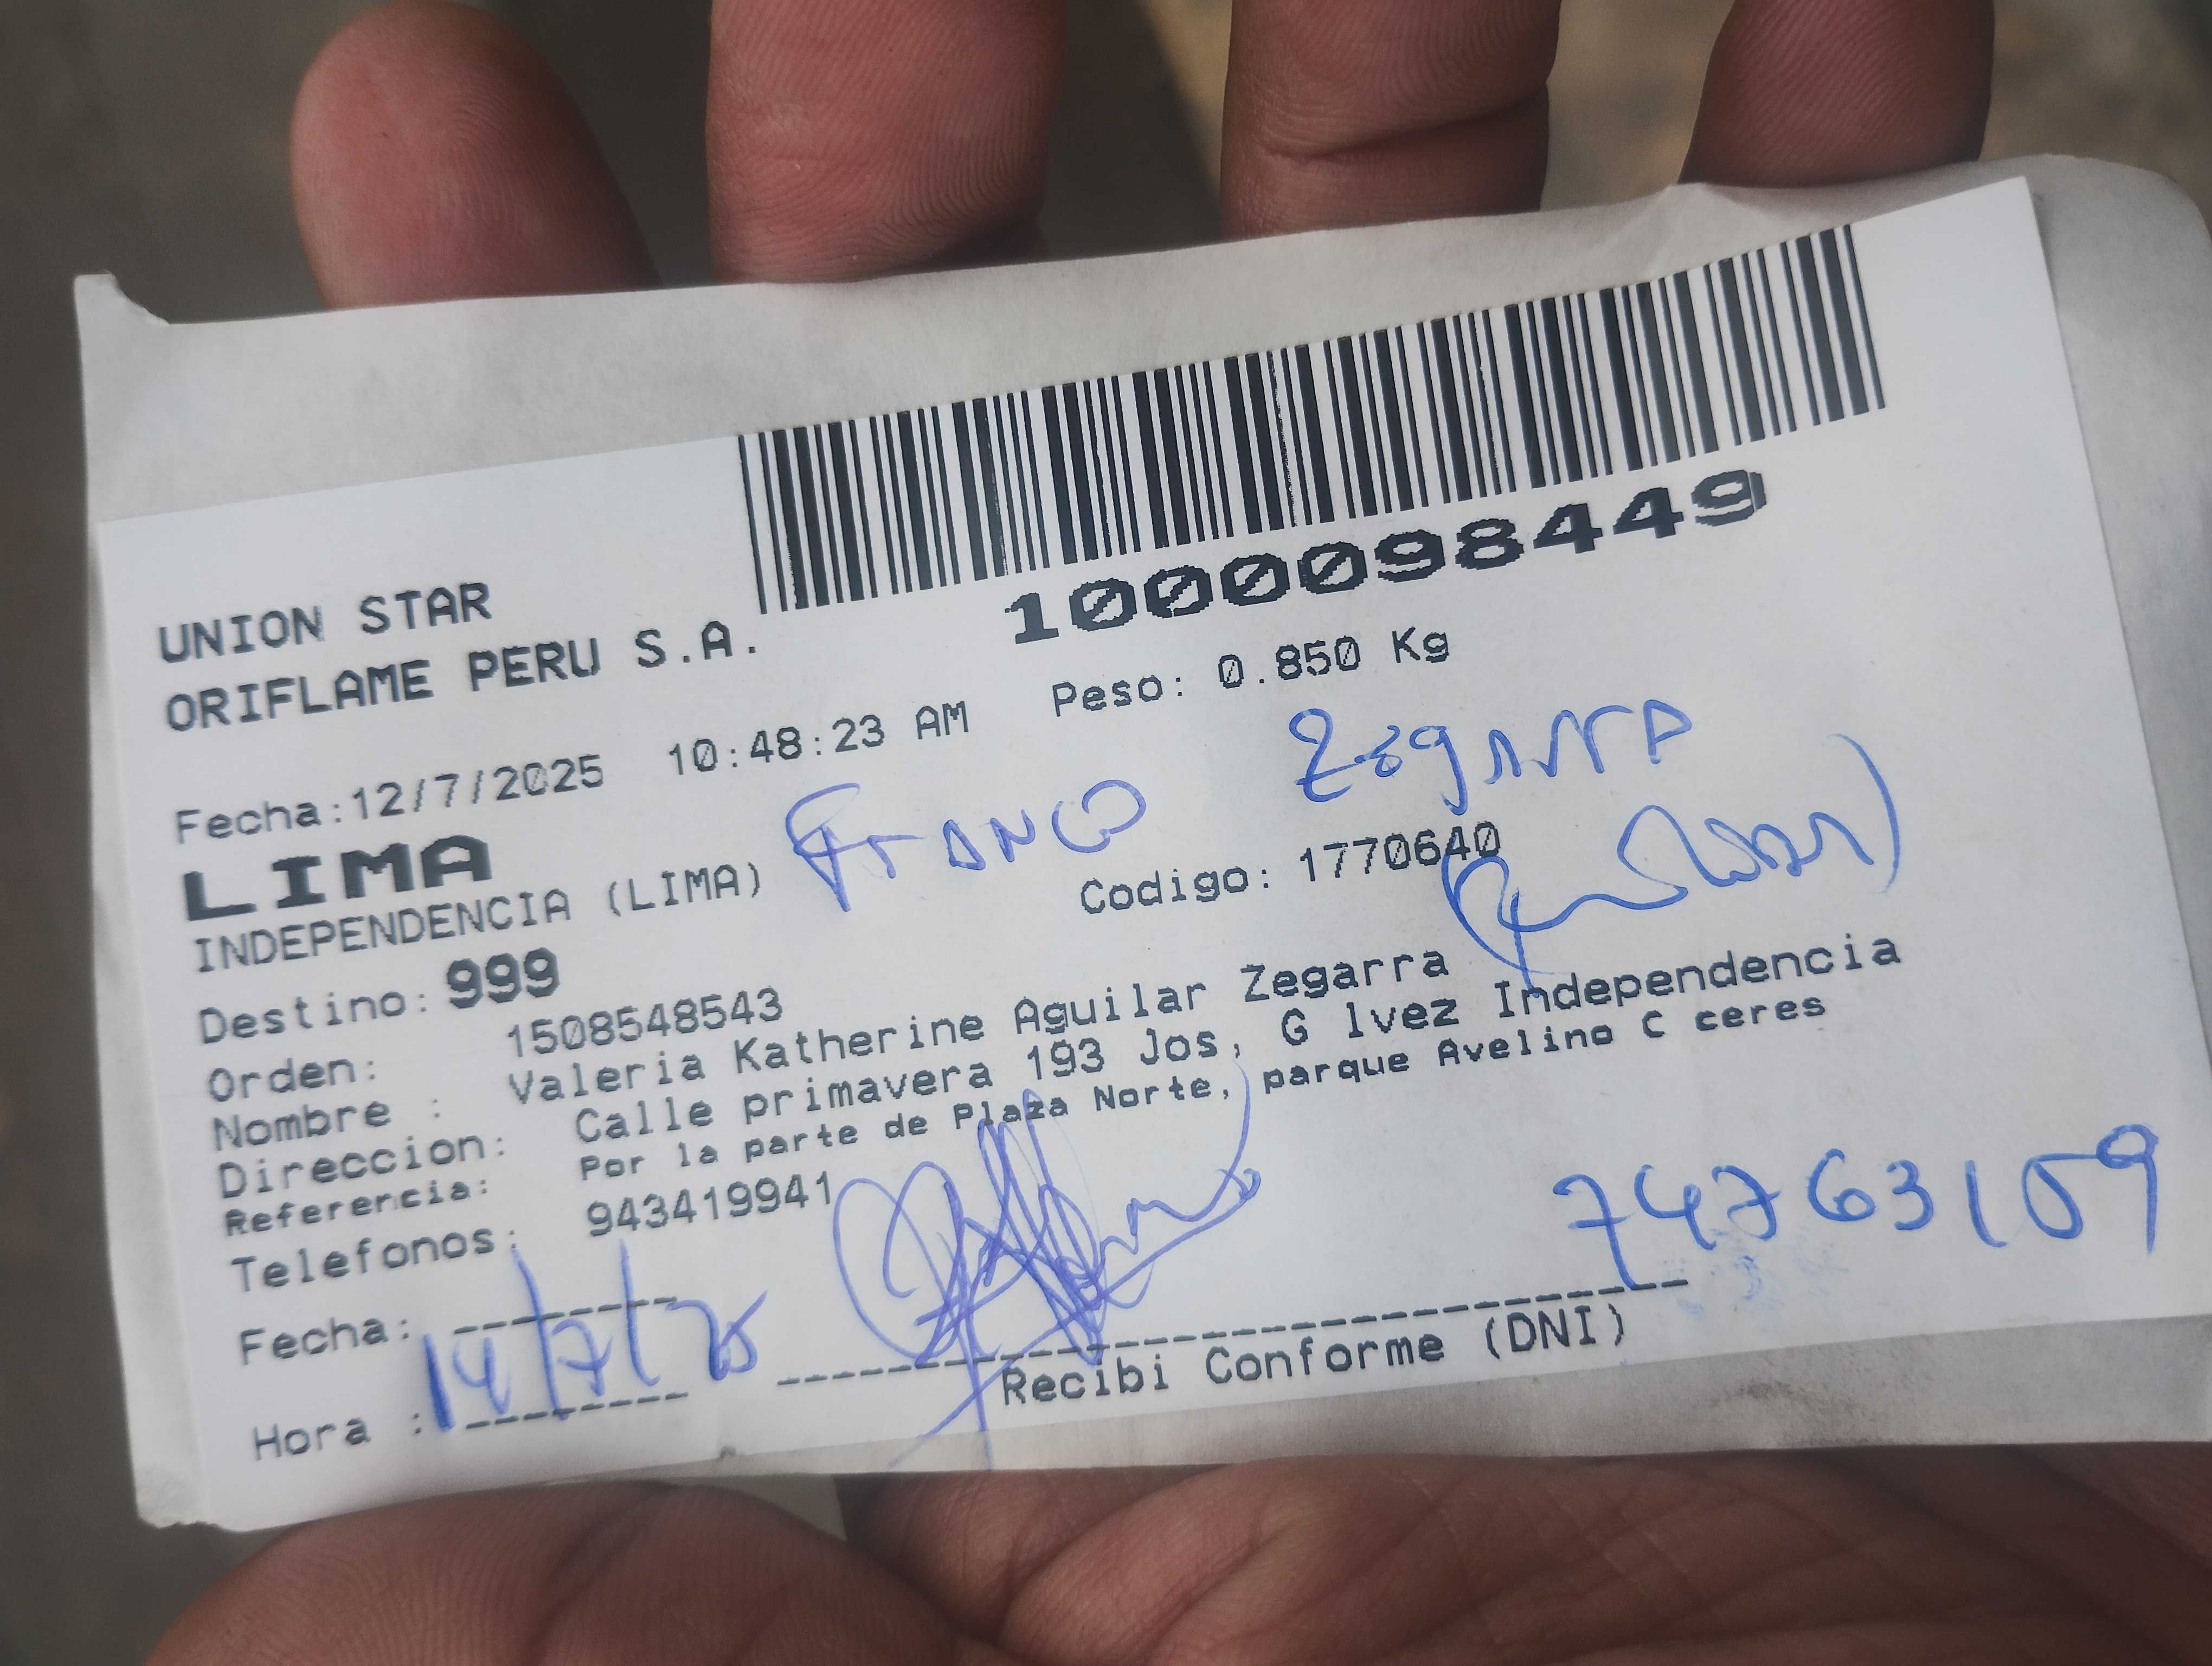 1000098449
UNION STAR
ORIFLAME PERU S.A.
Fecha:12/7/2025 10:48:23 AM Peso: 0.850 Kg
LIMA
Franco Zegarra
INDEPENDENCIA (LIMA) Codigo: 1770640
Destino: 999
Orden: 1508548543
Nombre : Valeria Katherine Aguilar Zegarra
Direccion: Calle primavera 193 Jos, G lvez Independencia
Referencia: Por la parte de Plaza Norte, parque Avelino C ceres
Telefonos: 943419941
74763159
Fecha: 14/7/25
Hora :
Recibi Conforme (DNI)